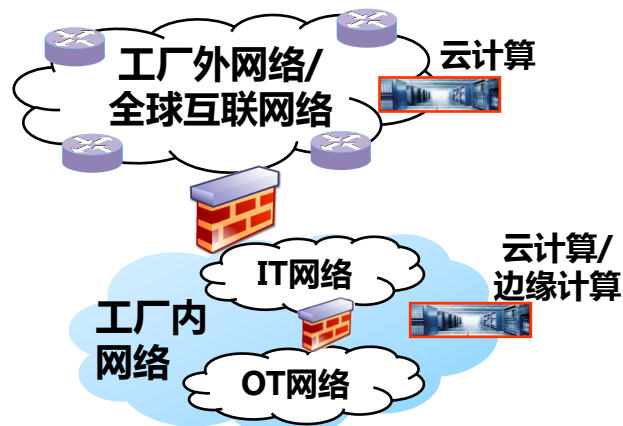 工厂外网络/
全球互联网络
云计算
云计算/
边缘计算
IT网络
工厂内
网络
OT网络